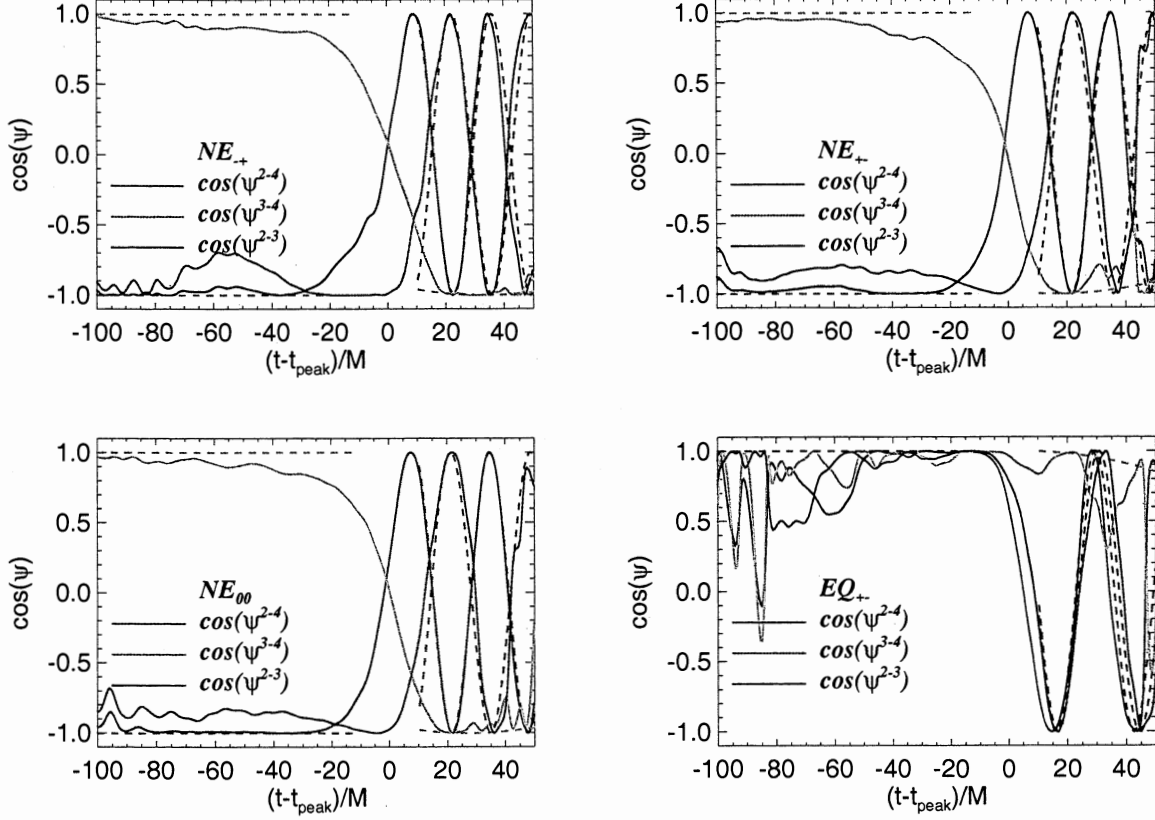 1.0
0.5
0.0
-0.5
-1.0
cos(ψ)
NE-+
cos(ψ2-4)
cos(ψ3-4)
cos(ψ2-3)
-100 -80 -60 -40 -20 0 20 40
(t-tpeak)/M
1.0
0.5
0.0
-0.5
-1.0
cos(ψ)
NE+-
cos(ψ2-4)
cos(ψ3-4)
cos(ψ2-3)
-100 -80 -60 -40 -20 0 20 40
(t-tpeak)/M
1.0
0.5
0.0
-0.5
-1.0
cos(ψ)
NE00
cos(ψ2-4)
cos(ψ3-4)
cos(ψ2-3)
-100 -80 -60 -40 -20 0 20 40
(t-tpeak)/M
1.0
0.5
0.0
-0.5
-1.0
cos(ψ)
EQ+-
cos(ψ2-4)
cos(ψ3-4)
cos(ψ2-3)
-100 -80 -60 -40 -20 0 20 40
(t-tpeak)/M